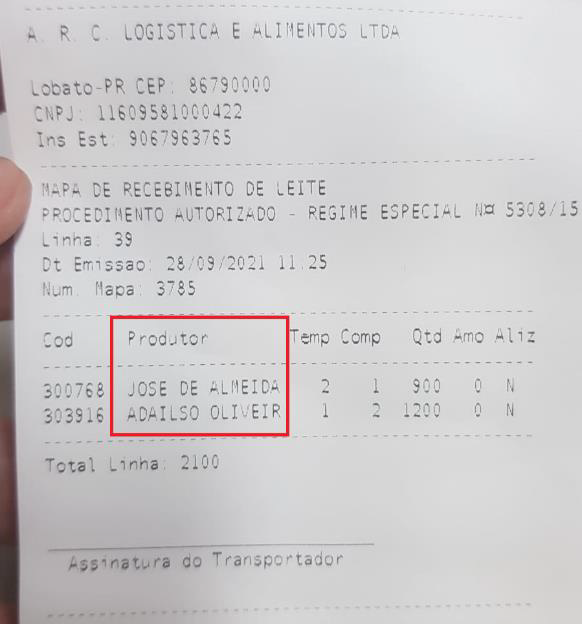 A. R. C. LOGISTICA E ALIMENTOS LTDA
Lobato-PR CEP: 86790000
CNPJ: 11609581000422
Ins Est: 9067963765
MAPA DE RECEBIMENTO DE LEITE
PROCEDIMENTO AUTORIZADO - REGIME ESPECIAL N¤ 5308/15
Linha: 39
Dt Emissao: 28/09/2021 11:25
Num. Mapa: 3785
Cod Produtor Temp Comp Qtd Amo Aliz
300768 JOSE DE ALMEIDA 2 1 900 0 N
303916 ADAILSO OLIVEIR 1 2 1200 0 N
Total Linha: 2100
Assinatura do Transportador